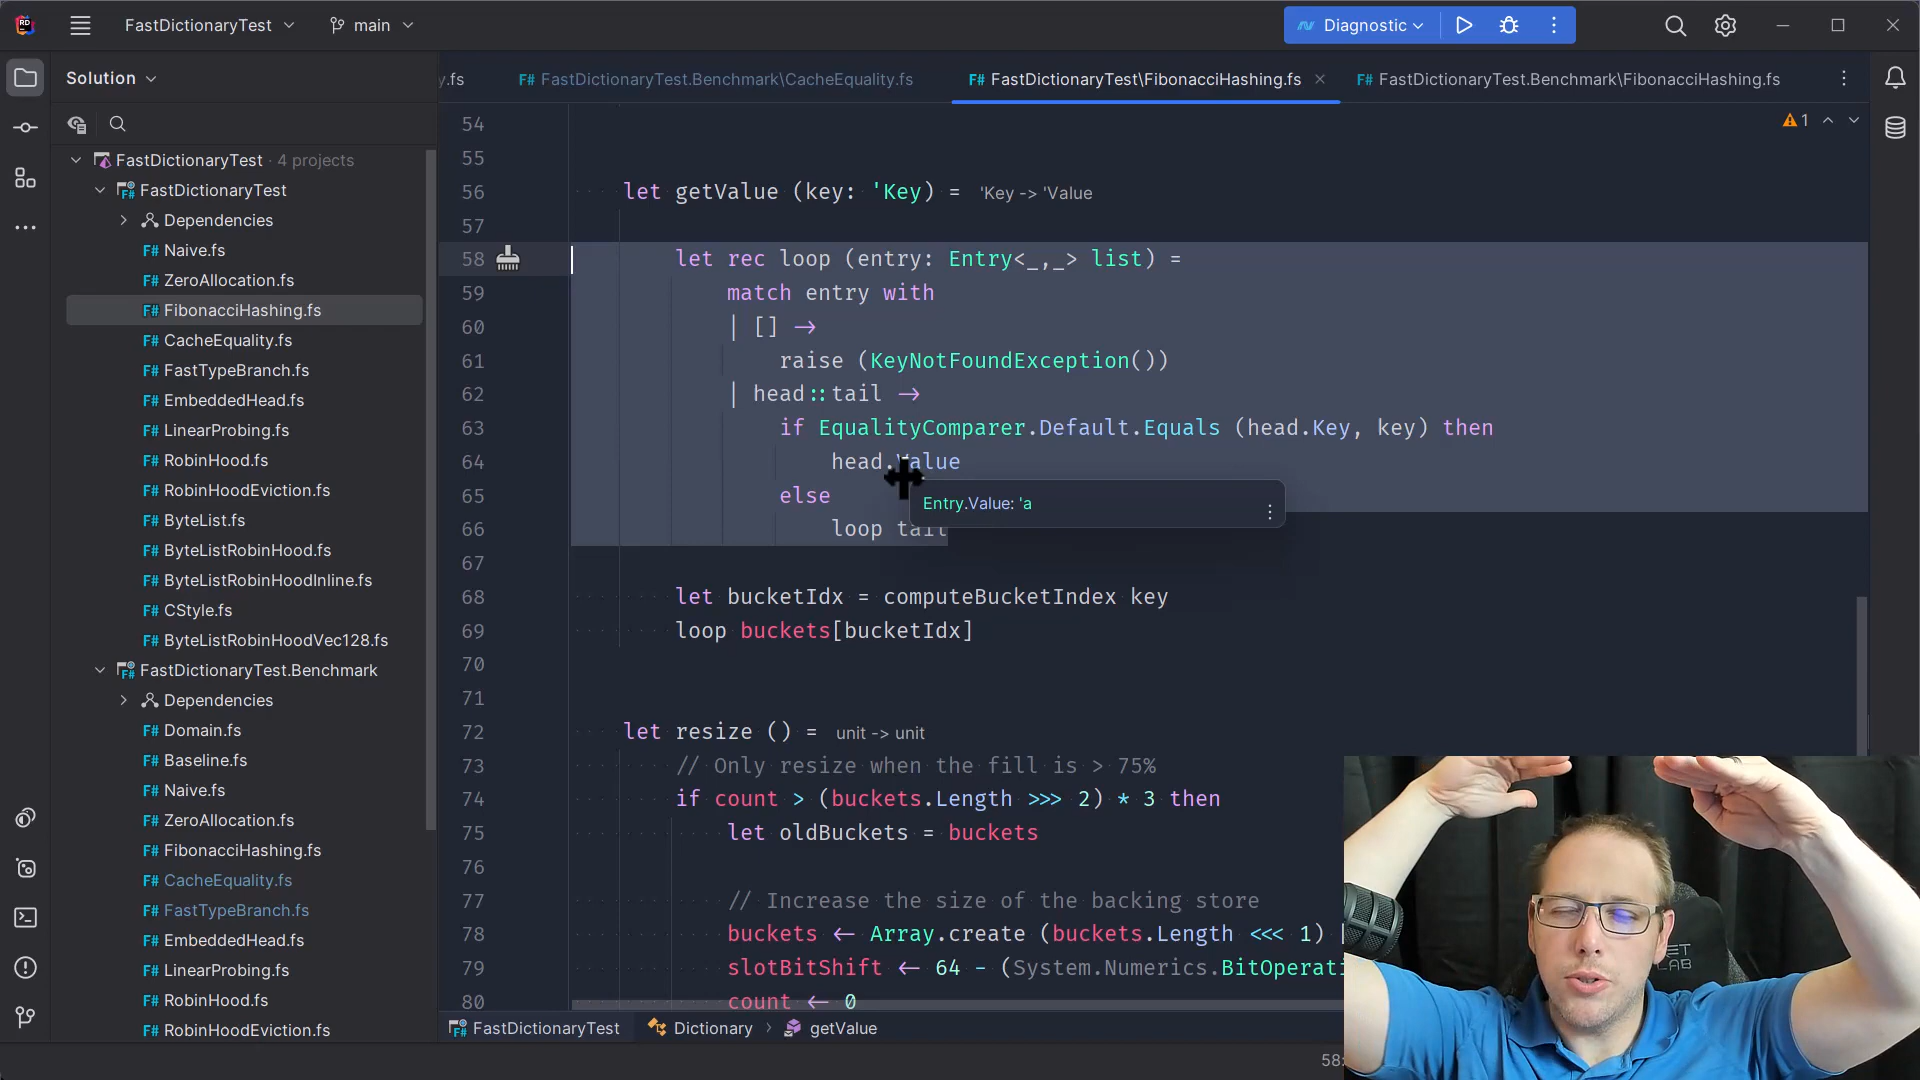 FastDictionaryTest
main
Diagnostic
Solution
y.fs
F# FastDictionaryTest.Benchmark\CacheEquality.fs
F# FastDictionaryTest\FibonacciHashing.fs
F# FastDictionaryTest.Benchmark\FibonacciHashing.fs
FastDictionaryTest · 4 projects
FastDictionaryTest
Dependencies
F# Naive.fs
F# ZeroAllocation.fs
F# FibonacciHashing.fs
F# CacheEquality.fs
F# FastTypeBranch.fs
F# EmbeddedHead.fs
F# LinearProbing.fs
F# RobinHood.fs
F# RobinHoodEviction.fs
F# ByteList.fs
F# ByteListRobinHood.fs
F# ByteListRobinHoodInline.fs
F# CStyle.fs
F# ByteListRobinHoodVec128.fs
FastDictionaryTest.Benchmark
Dependencies
F# Domain.fs
F# Baseline.fs
F# Naive.fs
F# ZeroAllocation.fs
F# FibonacciHashing.fs
F# CacheEquality.fs
F# FastTypeBranch.fs
F# EmbeddedHead.fs
F# LinearProbing.fs
F# RobinHood.fs
F# RobinHoodEviction.fs
1
54
55
56 let getValue (key: 'Key) = 'Key -> 'Value
57
58 let rec loop (entry: Entry<_,_> list) =
59 match entry with
60 | [] ->
61 raise (KeyNotFoundException())
62 | head::tail ->
63 if EqualityComparer.Default.Equals (head.Key, key) then
64 head.Value
65 else
Entry.Value: 'a
66 loop tail
67
68 let bucketIdx = computeBucketIndex key
69 loop buckets[bucketIdx]
70
71
72 let resize () = unit -> unit
73 // Only resize when the fill is > 75%
74 if count > (buckets.Length >>> 2) * 3 then
75 let oldBuckets = buckets
76
77 // Increase the size of the backing store
78 buckets <- Array.create (buckets.Length <<< 1) [
79 slotBitShift <- 64 - (System.Numerics.BitOperati
80 count <- 0
FastDictionaryTest
Dictionary
getValue
58:
LAB